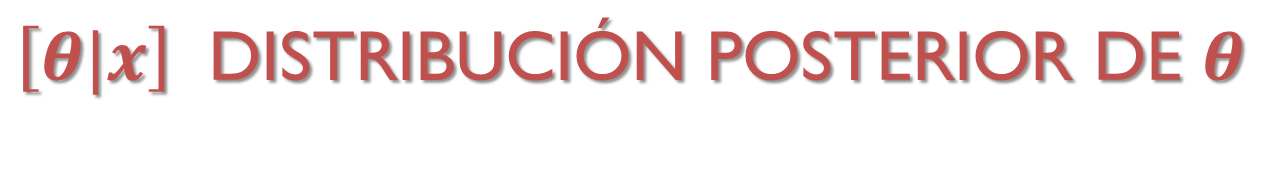 [𝜽|𝒙] DISTRIBUCIÓN POSTERIOR DE 𝜽